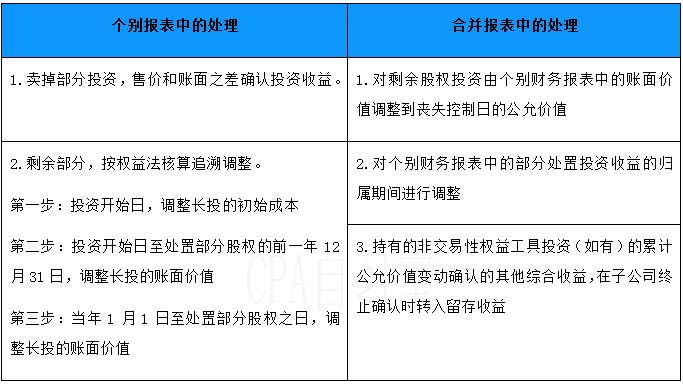 个别报表中的处理
合并报表中的处理
1.卖掉部分投资，售价和账面之差确认投资收益。
1.对剩余股权投资由个别财务报表中的账面价
值调整到丧失控制日的公允价值
2.剩余部分，按权益法核算追溯调整。
第一步：投资开始日，调整长投的初始成本
第二步：投资开始日至处置部分股权的前一年 12
月 31 日，调整长投的账面价值
第三步：当年 1 月 1 日至处置部分股权之日，调
整长投的账面价值
2.对个别财务报表中的部分处置投资收益的归
属期间进行调整
3.持有的非交易性权益工具投资（如有）的累计
公允价值变动确认的其他综合收益，在子公司终
止确认时转入留存收益